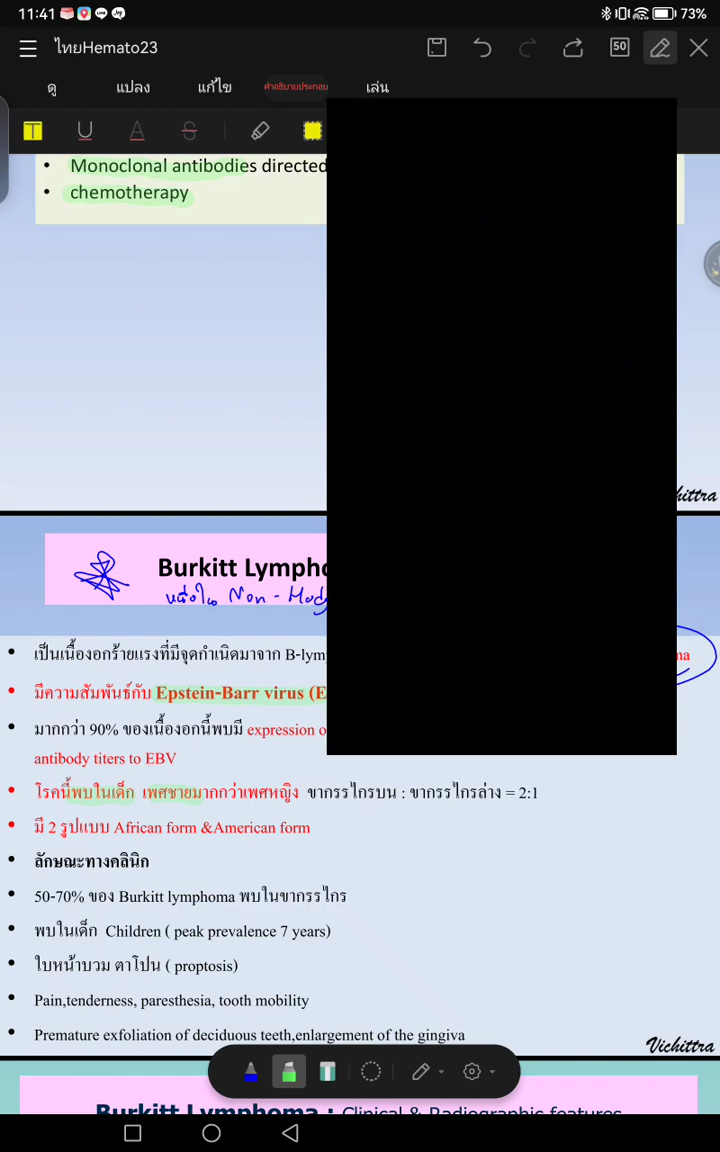 11:41 73%
ไทยHemato23 50
ดู แปลง แก้ไข คำอธิบายประกอบ เล่น
T U A S
• Monoclonal antibodies directed
• chemotherapy
Burkitt
Non -
• เป็นเนื้องอกร้ายแรงที่มีจุดกำเนิดมาจาก
• มีความสัมพันธ์กับ Epstein-Barr virus
• มากกว่า 90% ของเนื้องอกนี้พบมี expression
antibody titers to EBV
• โรคนี้พบในเด็ก เพศชายมากกว่าเพศหญิง ขากรรไกรบน : ขากรรไกรล่าง = 2:1
• มี 2 รูปแบบ African form &American form
• ลักษณะทางคลินิก
• 50-70% ของ Burkitt lymphoma พบในขากรรไกร
• พบในเด็ก Children ( peak prevalence 7 years)
• ใบหน้าบวม ตาโปน ( proptosis)
• Pain,tenderness, paresthesia, tooth mobility
• Premature exfoliation of deciduous teeth,enlargement of the gingiva
Vichittra
Burkitt Lymphoma : Clinical & Radiographic features